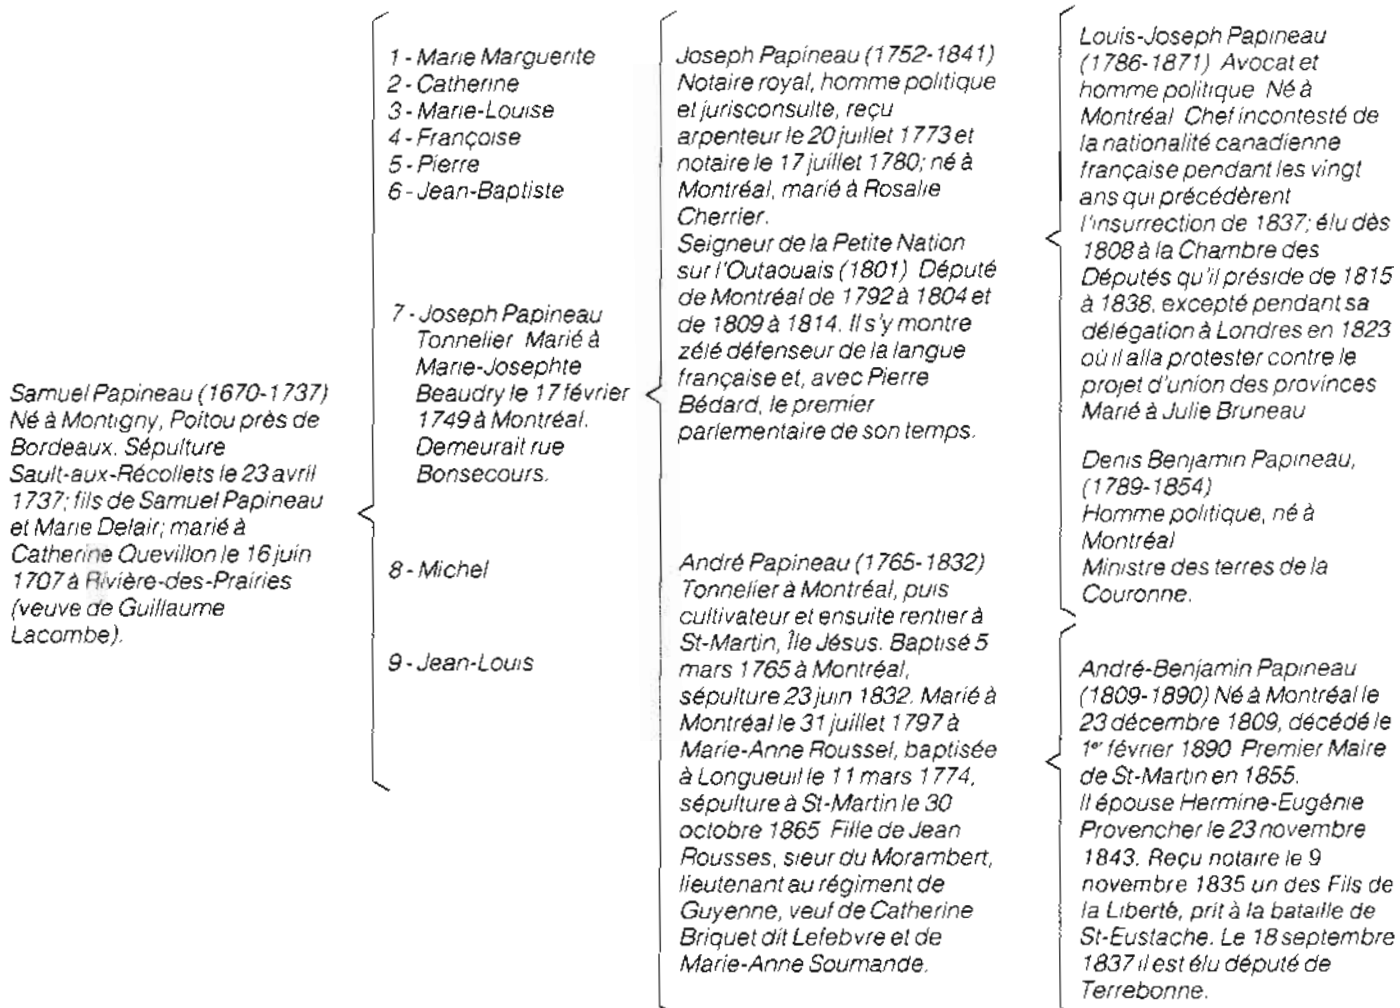 Samuel Papineau (1670-1737)
Né à Montigny, Poitou près de
Bordeaux. Sépulture
Sault-aux-Récollets le 23 avril
1737; fils de Samuel Papineau
et Marie Delair; marié à
Catherine Quevillon le 16 juin
1707 à Rivière-des-Prairies
(veuve de Guillaume
Lacombe).
1 - Marie Marguerite
2 - Catherine
3 - Marie-Louise
4 - Françoise
5 - Pierre
6 - Jean-Baptiste
7 - Joseph Papineau
Tonnelier Marié à
Marie-Josephte
Beaudry le 17 février
1749 à Montréal.
Demeurait rue
Bonsecours.
8 - Michel
9 - Jean-Louis
Joseph Papineau (1752-1841)
Notaire royal, homme politique
et jurisconsulte, reçu
arpenteur le 20 juillet 1773 et
notaire le 17 juillet 1780; né à
Montréal, marié à Rosalie
Cherrier.
Seigneur de la Petite Nation
sur l'Outaouais (1801) Député
de Montréal de 1792 à 1804 et
de 1809 à 1814. Il s'y montre
zélé défenseur de la langue
française et, avec Pierre
Bédard, le premier
parlementaire de son temps.
André Papineau (1765-1832)
Tonnelier à Montréal, puis
cultivateur et ensuite rentier à
St-Martin, Île Jésus. Baptisé 5
mars 1765 à Montréal,
sépulture 23 juin 1832. Marié à
Montréal le 31 juillet 1797 à
Marie-Anne Roussel, baptisée
à Longueuil le 11 mars 1774,
sépulture à St-Martin le 30
octobre 1865 Fille de Jean
Rousses, sieur du Morambert,
lieutenant au régiment de
Guyenne, veuf de Catherine
Briquet dit Lefebvre et de
Marie-Anne Soumande.
Louis-Joseph Papineau
(1786-1871) Avocat et
homme politique Né à
Montréal Chef incontesté de
la nationalité canadienne
française pendant les vingt
ans qui précédèrent
l'insurrection de 1837; élu dès
1808 à la Chambre des
Députés qu'il préside de 1815
à 1838, excepté pendant sa
délégation à Londres en 1823
où il alla protester contre le
projet d'union des provinces
Marié à Julie Bruneau
Denis Benjamin Papineau,
(1789-1854)
Homme politique, né à
Montréal
Ministre des terres de la
Couronne.
André-Benjamin Papineau
(1809-1890) Né à Montréal le
23 décembre 1809, décédé le
1er février 1890 Premier Maire
de St-Martin en 1855.
Il épouse Hermine-Eugénie
Provencher le 23 novembre
1843. Reçu notaire le 9
novembre 1835 un des Fils de
la Liberté, prit à la bataille de
St-Eustache. Le 18 septembre
1837 il est élu député de
Terrebonne.